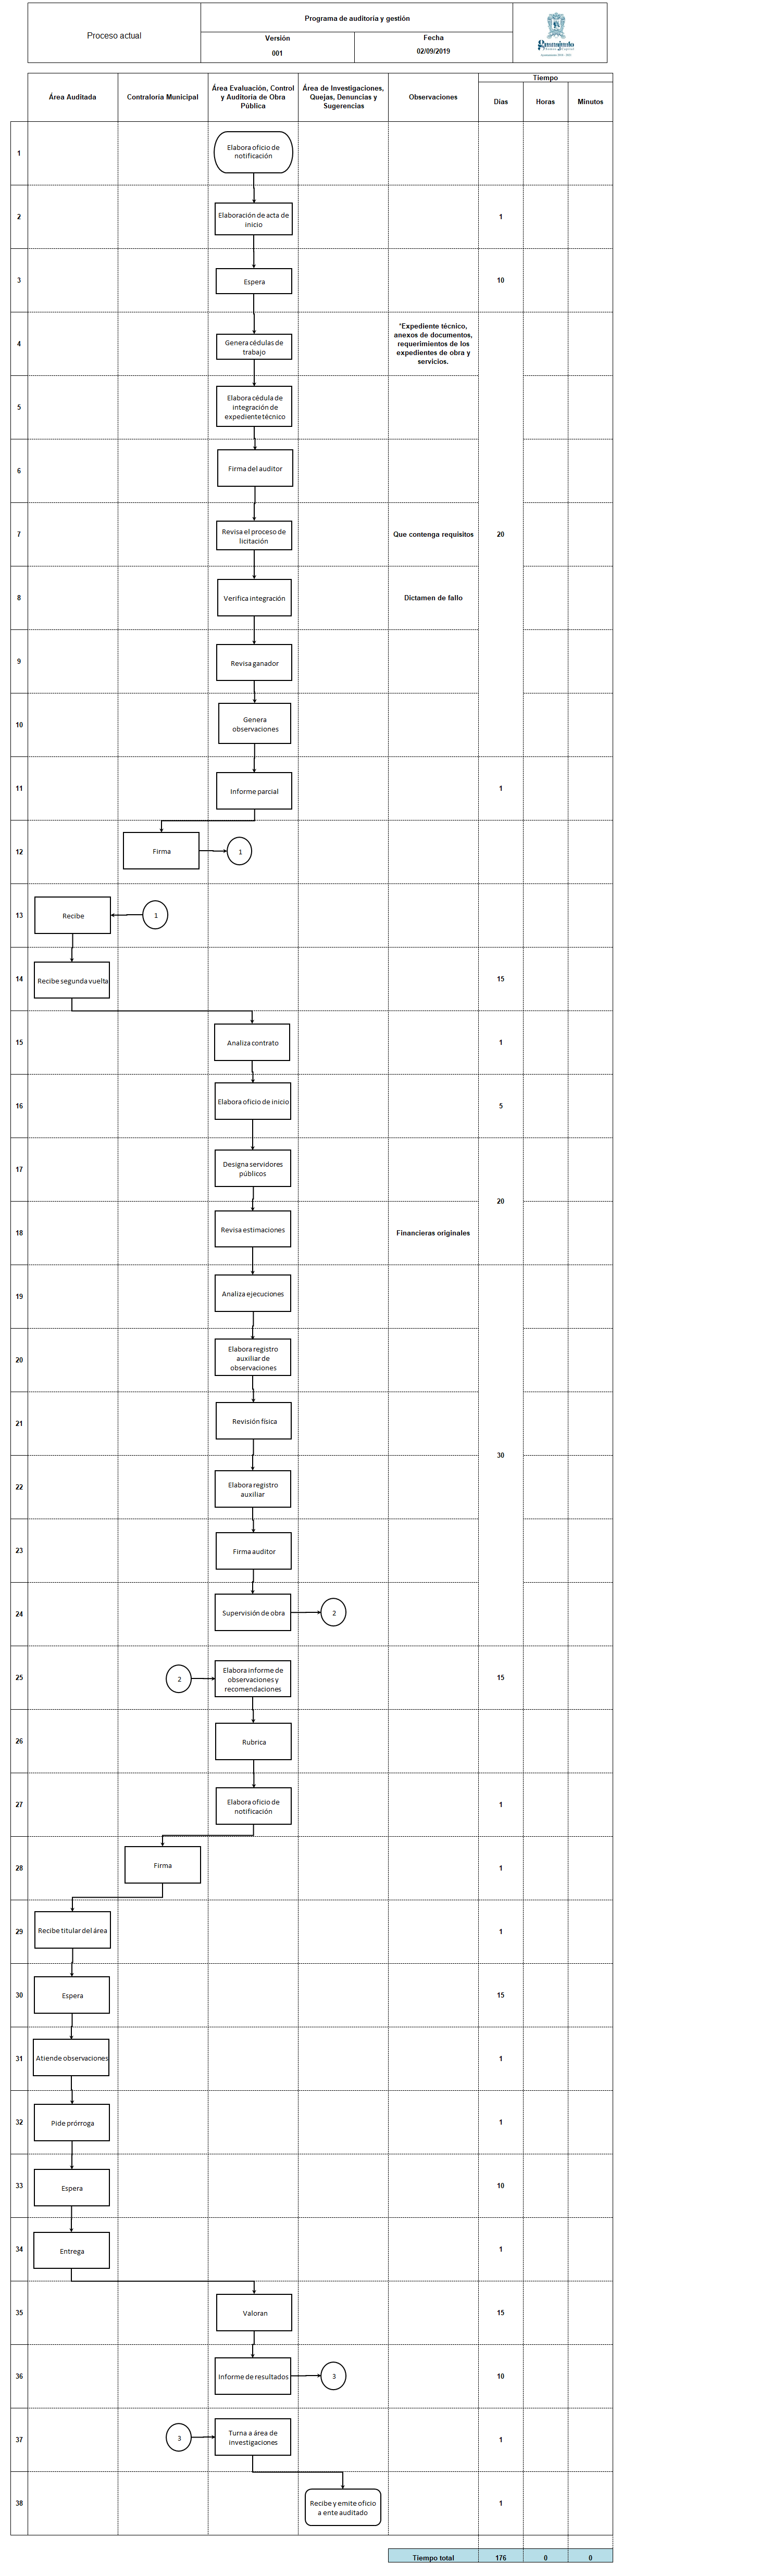 Proceso actual
Programa de auditoría y gestión
Versión
Fecha
001
02/09/2019
Guanajuato
Área Auditada
Contraloria Municipal
Área Evaluación, Control
y Auditoría de Obra
Pública
Área de Investigaciones,
Quejas, Denuncias y
Sugerencias
Observaciones
Tiempo
Días
Horas
Minutos
1
Elabora oficio de
notificación
2
Elaboración de acta de
inicio
1
3
Espera
10
4
Genera cédulas de
trabajo
*Expediente técnico,
anexos de documentos,
requerimientos de los
expedientes de obra y
servicios.
5
Elabora cédula de
integración de
expediente técnico
6
Firma del auditor
7
Revisa el proceso de
licitación
Que contenga requisitos
20
8
Verifica integración
Dictamen de fallo
9
Revisa ganador
10
Genera
observaciones
11
Informe parcial
1
12
Firma
1
13
Recibe
1
14
Recibe segunda vuelta
15
15
Analiza contrato
1
16
Elabora oficio de inicio
5
17
Designa servidores
públicos
20
18
Revisa estimaciones
Financieras originales
19
Analiza ejecuciones
20
Elabora registro
auxiliar de
observaciones
21
Revisión física
30
22
Elabora registro
auxiliar
23
Firma auditor
24
Supervisión de obra
2
25
2
Elabora informe de
observaciones y
recomendaciones
15
26
Rubrica
27
Elabora oficio de
notificación
1
28
Firma
1
29
Recibe titular del área
1
30
Espera
15
31
Atiende observaciones
1
32
Pide prórroga
1
33
Espera
10
34
Entrega
1
35
Valoran
15
36
Informe de resultados
3
10
37
3
Turna a área de
investigaciones
1
38
Recibe y emite oficio
a ente auditado
1
Tiempo total
176
0
0